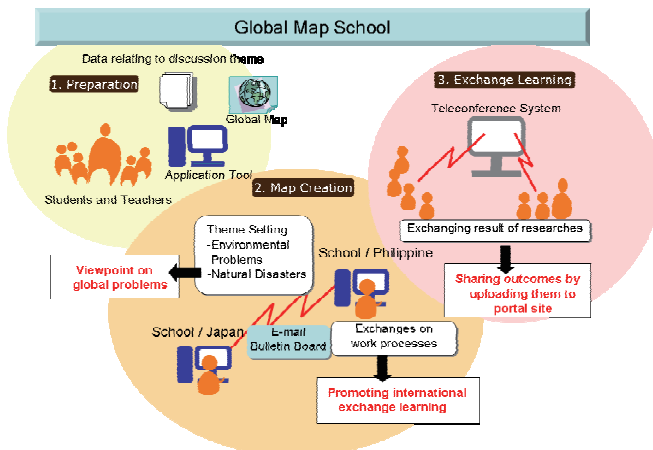 Global Map School
Data relating to discussion theme
1. Preparation
Global Map
Application Tool
Students and Teachers
2. Map Creation
Theme Setting
-Environmental
Problems
-Natural Disasters
Viewpoint on
global problems
School / Philippine
School / Japan
E-mail
Bulletin Board
Exchanges on
work processes
Promoting international
exchange learning
3. Exchange Learning
Teleconference System
Exchanging result of researches
Sharing outcomes by
uploading them to
portal site